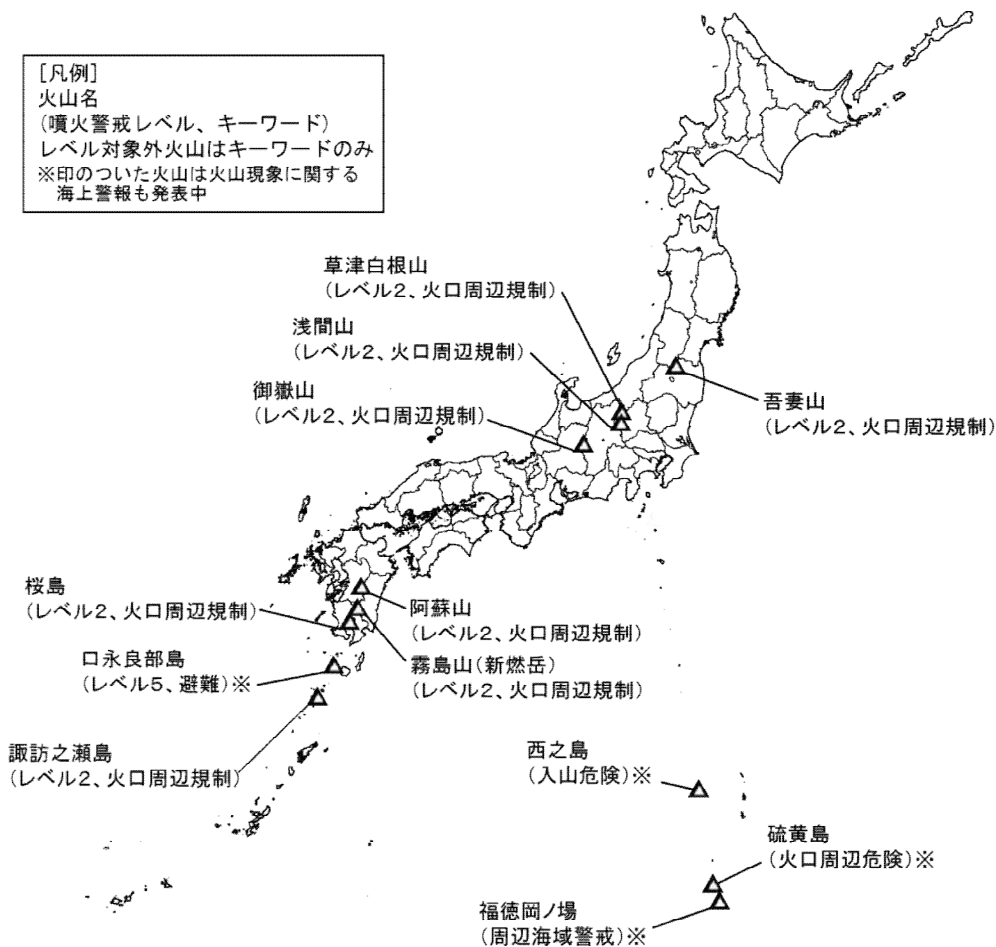 [凡例]
火山名
(噴火警戒レベル、キーワード)
レベル対象外火山はキーワードのみ
※印のついた火山は火山現象に関する
海上警報も発表中
草津白根山
(レベル2、火口周辺規制)
浅間山
(レベル2、火口周辺規制)
御嶽山
(レベル2、火口周辺規制)
吾妻山
(レベル2、火口周辺規制)
桜島
(レベル2、火口周辺規制)
阿蘇山
(レベル2、火口周辺規制)
口永良部島
(レベル5、避難)※
霧島山(新燃岳)
(レベル2、火口周辺規制)
諏訪之瀬島
(レベル2、火口周辺規制)
西之島
(入山危険)※
硫黄島
(火口周辺危険)※
福徳岡ノ場
(周辺海域警戒)※